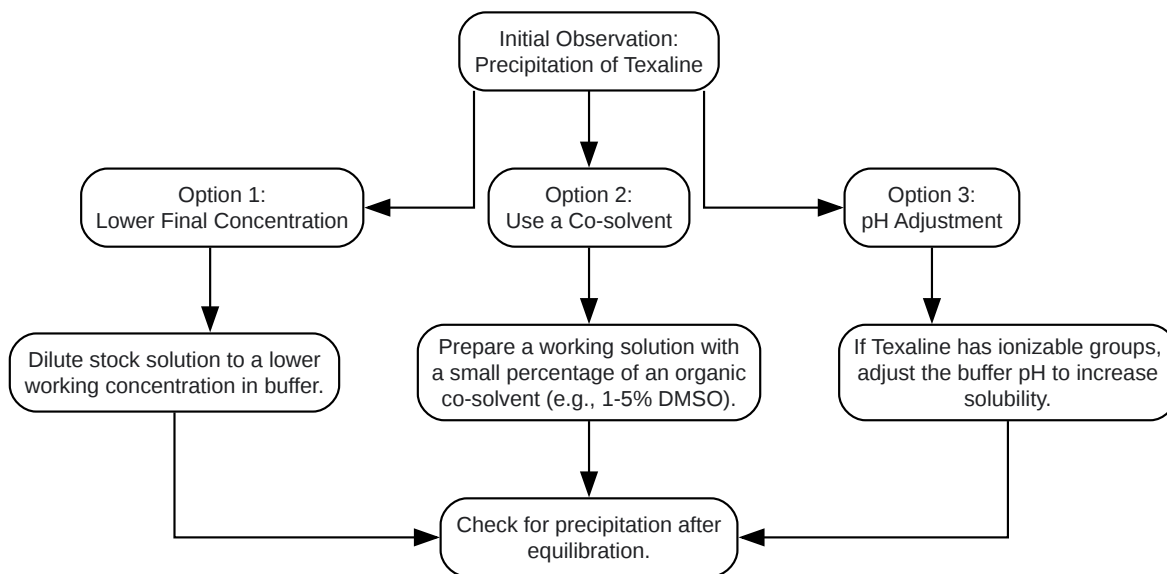 Initial Observation:
Precipitation of Texaline
Option 1:
Lower Final Concentration
Option 2:
Use a Co-solvent
Option 3:
pH Adjustment
Dilute stock solution to a lower
working concentration in buffer.
Prepare a working solution with
a small percentage of an organic
co-solvent (e.g., 1-5% DMSO).
If Texaline has ionizable groups,
adjust the buffer pH to increase
solubility.
Check for precipitation after
equilibration.